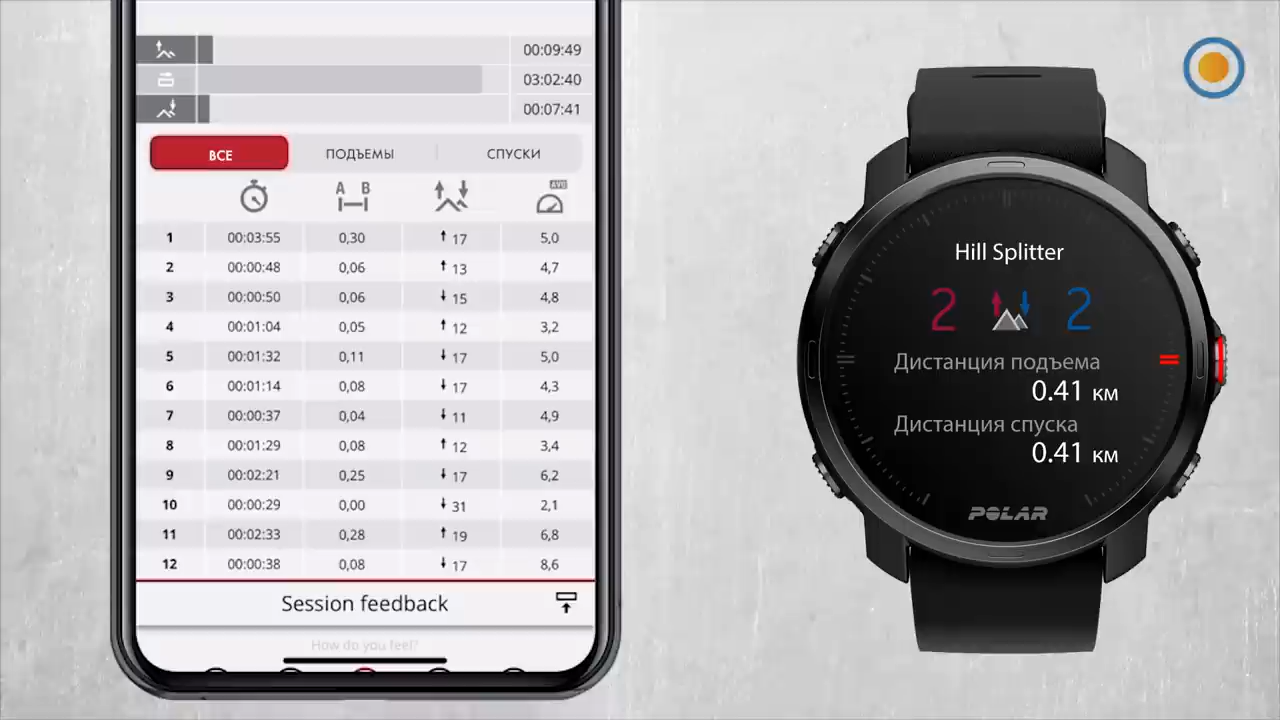 00:09:49
03:02:40
00:07:41
ВСЕ ПОДЪЕМЫ СПУСКИ
A B AVG
1 00:03:55 0,30 17 5,0
2 00:00:48 0,06 13 4,7
3 00:00:50 0,06 15 4,8
4 00:01:04 0,05 12 3,2
5 00:01:32 0,11 17 5,0
6 00:01:14 0,08 17 4,3
7 00:00:37 0,04 11 4,9
8 00:01:29 0,08 12 3,4
9 00:02:21 0,25 17 6,2
10 00:00:29 0,00 31 2,1
11 00:02:33 0,28 19 6,8
12 00:00:38 0,08 17 8,6
Session feedback
How do you feel?
Hill Splitter
2 2
Дистанция подъема
0.41 км
Дистанция спуска
0.41 км
POLAR